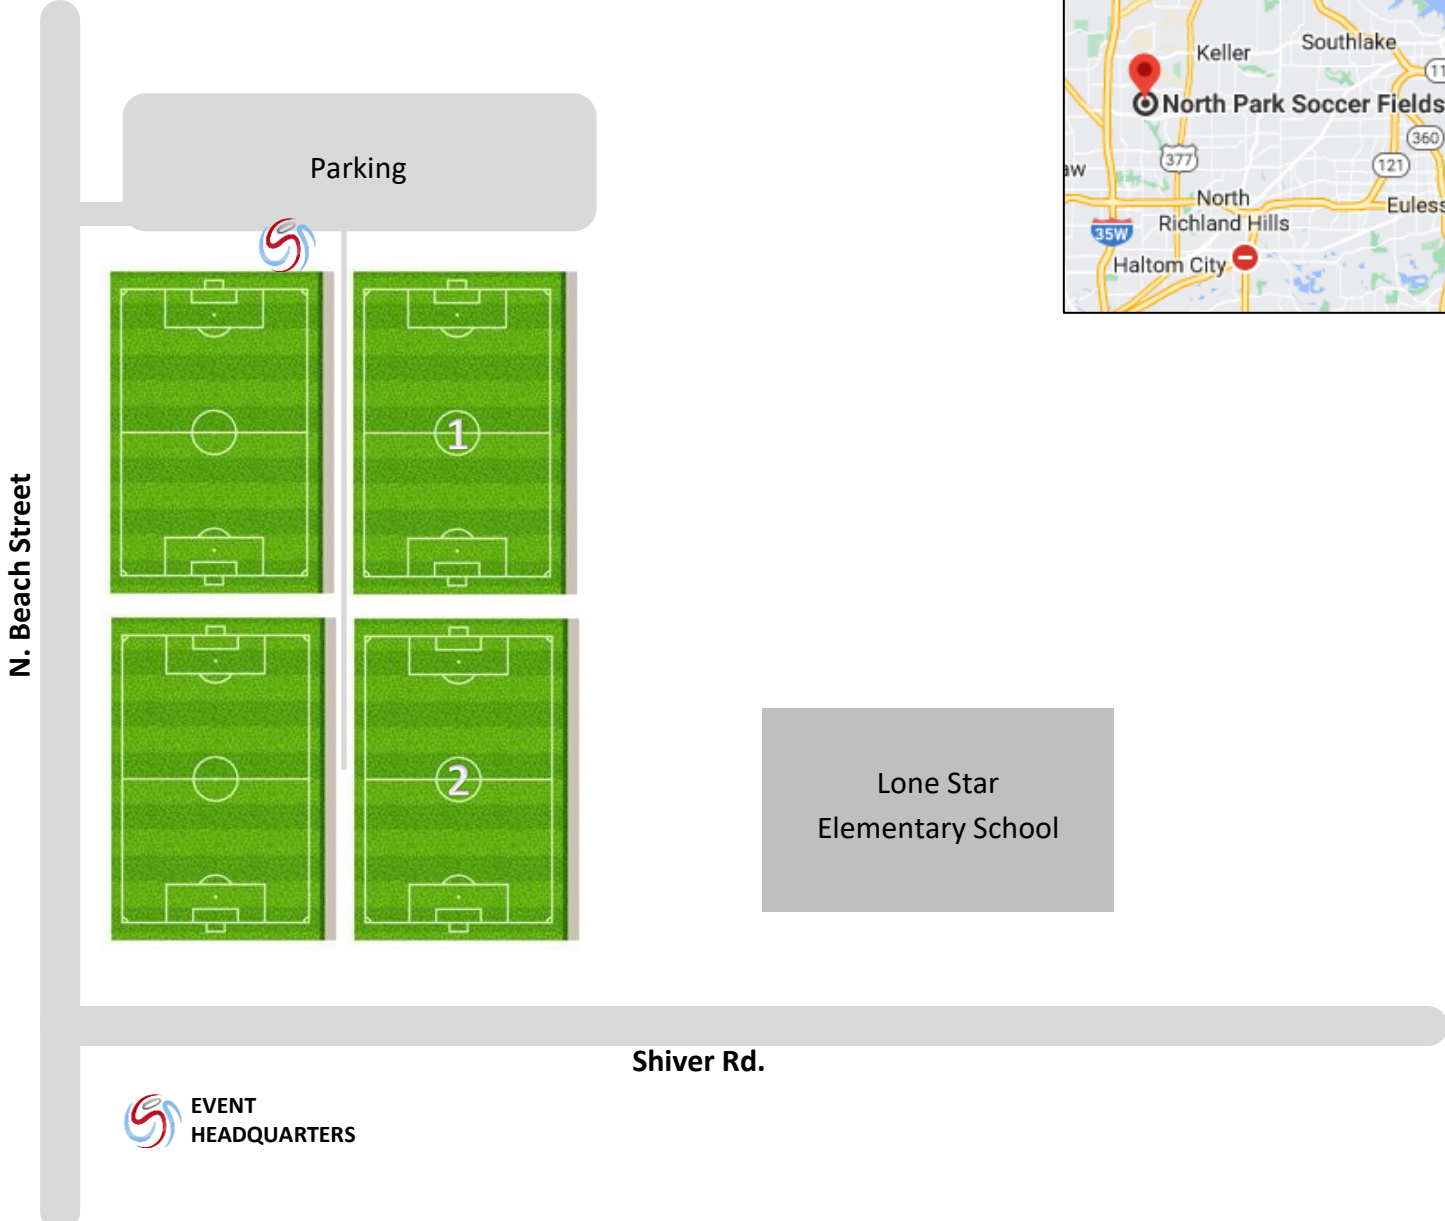 Keller
Southlake
North Park Soccer Fields
360
377
121
North
Richland Hills
Euless
35W
Haltom City
Parking
1
N. Beach Street
2
Lone Star
Elementary School
Shiver Rd.
EVENT
HEADQUARTERS